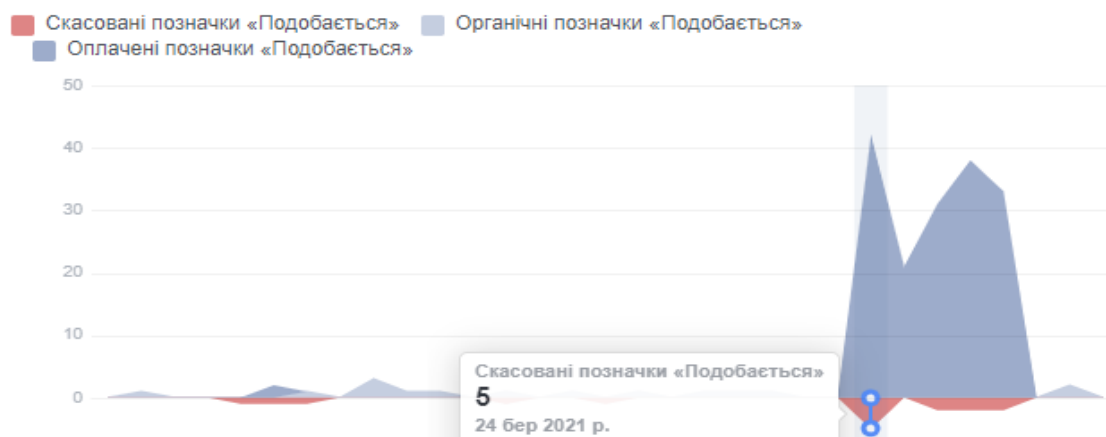 Скасовані позначки «Подобається» Органічні позначки «Подобається»
Оплачені позначки «Подобається»
50
40
30
20
10
0
Скасовані позначки «Подобається»
5
24 бер 2021 р.